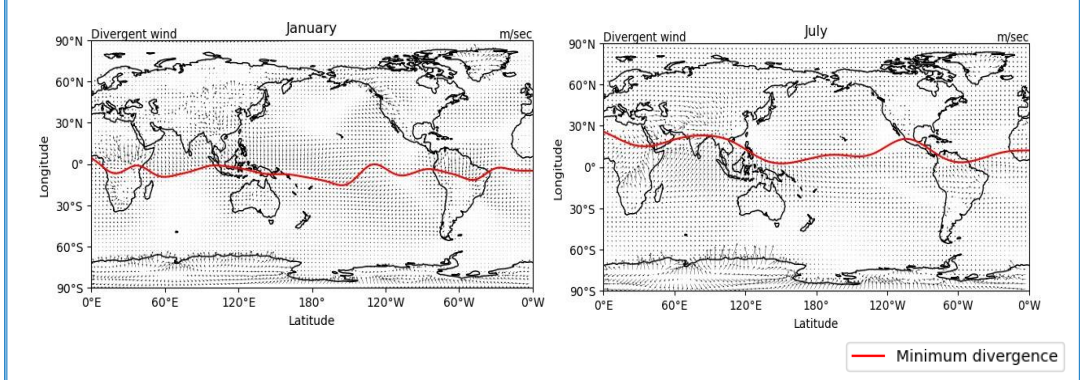 January
Divergent wind
m/sec
90°N
60°N
30°N
0°
30°S
60°S
90°S
Longitude
0°E
60°E
120°E
180°
120°W
60°W
0°W
Latitude
July
Divergent wind
m/sec
90°N
60°N
30°N
0°
30°S
60°S
90°S
Longitude
0°E
60°E
120°E
180°
120°W
60°W
0°W
Latitude
Minimum divergence